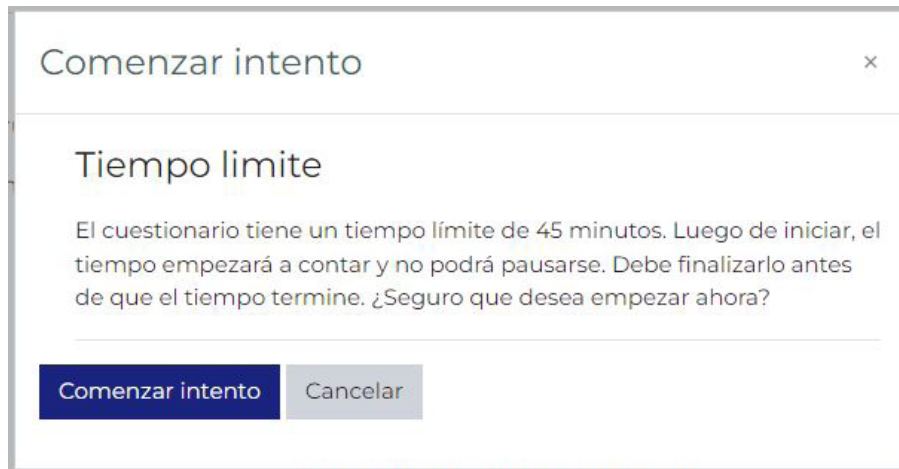 Comenzar intento
×
Tiempo limite
El cuestionario tiene un tiempo límite de 45 minutos. Luego de iniciar, el
tiempo empezará a contar y no podrá pausarse. Debe finalizarlo antes
de que el tiempo termine. ¿Seguro que desea empezar ahora?
Comenzar intento
Cancelar